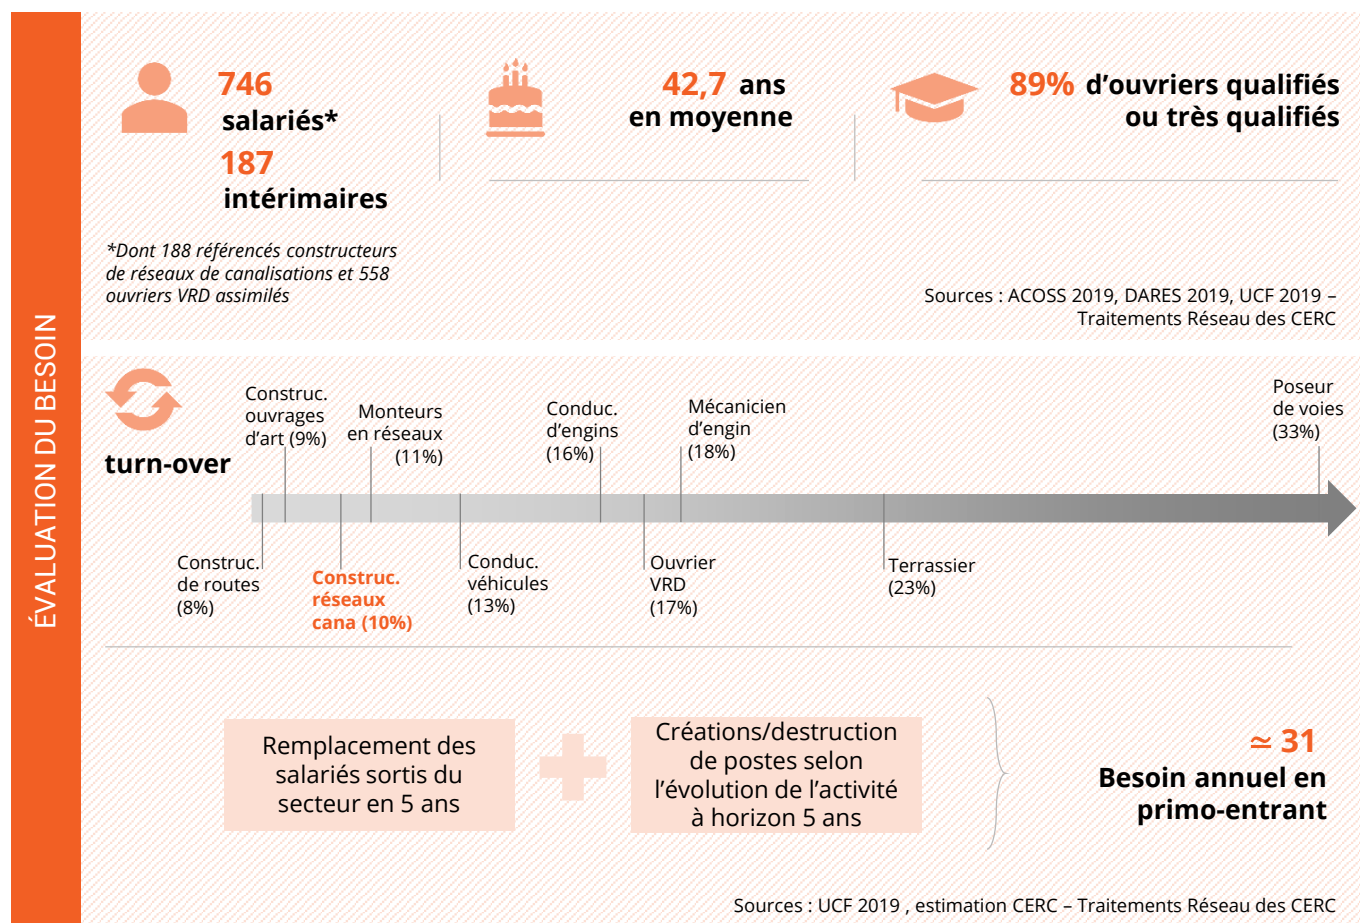 ÉVALUATION DU BESOIN
746
salariés*
187
intérimaires
*Dont 188 référencés constructeurs
de réseaux de canalisations et 558
ouvriers VRD assimilés
42,7 ans
en moyenne
89% d’ouvriers qualifiés
ou très qualifiés
Sources : ACOSS 2019, DARES 2019, UCF 2019 –
Traitements Réseau des CERC
turn-over
Construc.
ouvrages
d’art (9%)
Monteurs
en réseaux
(11%)
Conduc.
d’engins
(16%)
Mécanicien
d’engin
(18%)
Poseur
de voies
(33%)
Construc.
de routes
(8%)
Construc.
réseaux
cana (10%)
Conduc.
véhicules
(13%)
Ouvrier
VRD
(17%)
Terrassier
(23%)
Remplacement des
salariés sortis du
secteur en 5 ans
Créations/destruction
de postes selon
l’évolution de l’activité
à horizon 5 ans
≃ 31
Besoin annuel en
primo-entrant
Sources : UCF 2019 , estimation CERC – Traitements Réseau des CERC